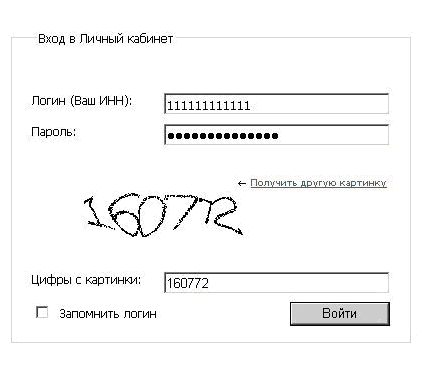 Вход в Личный кабинет
Логин (Ваш ИНН): 111111111111
Пароль: ●●●●●●●●●●●●●●
← Получить другую картинку
160772
Цифры с картинки: 160772
Запомнить логин Войти